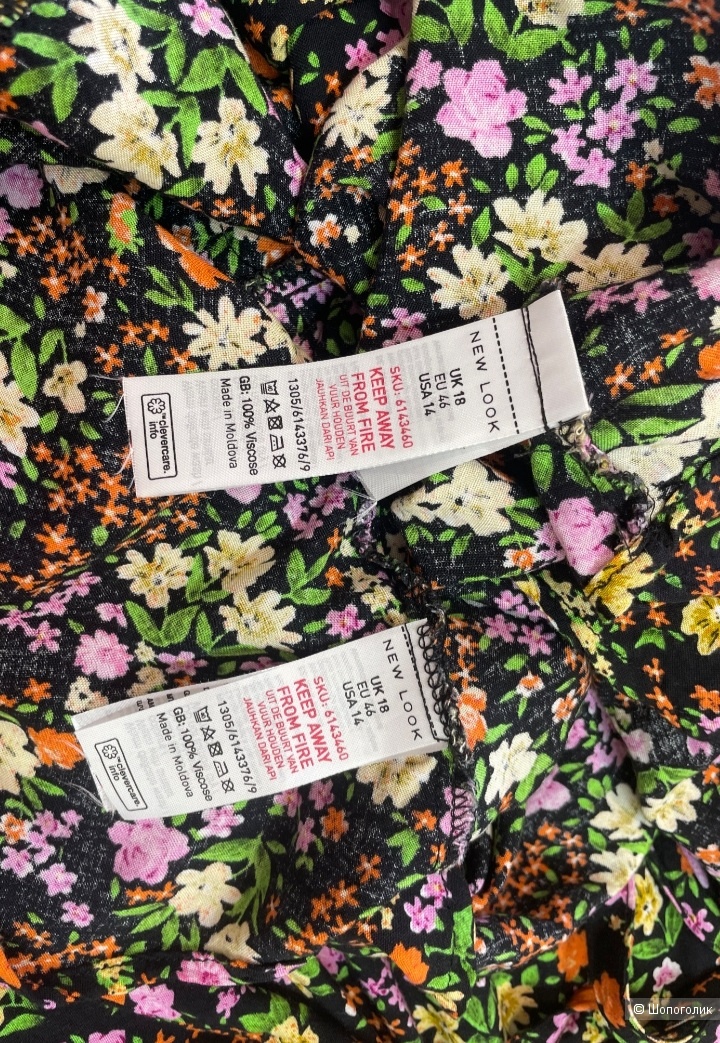 NEW LOOK
UK 18
EU 46
USA 14
SKU: 6143460
KEEP AWAY
FROM FIRE
UIT DE BUURT VAN
VUUR HOUDEN
JAUHKAN DARI API
1305/6143376/9
GB: 100% Viscose
Made in Moldova
™clevercare.
info
NEW LOOK
UK 18
EU 46
USA 14
SKU: 6143460
KEEP AWAY
FROM FIRE
UIT DE BUURT VAN
VUUR HOUDEN.
JAUHKAN DARI API
1305/6143376/9
GB: 100% Viscose
Made in Moldova
™clevercare.
info
© Шопоголик